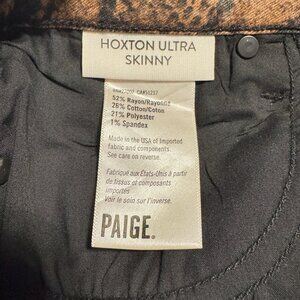 HOXTON ULTRA
SKINNY
52% Rayon/Rayonne
26% Cotton/Coton
21% Polyester
1% Spandex
Made in the USA of Imported
fabric and components.
See care on reverse.
Fabriqué aux États-Unis à partir
de tissus et composants
importés
Voir le soin sur l'inverse.
PAIGE.